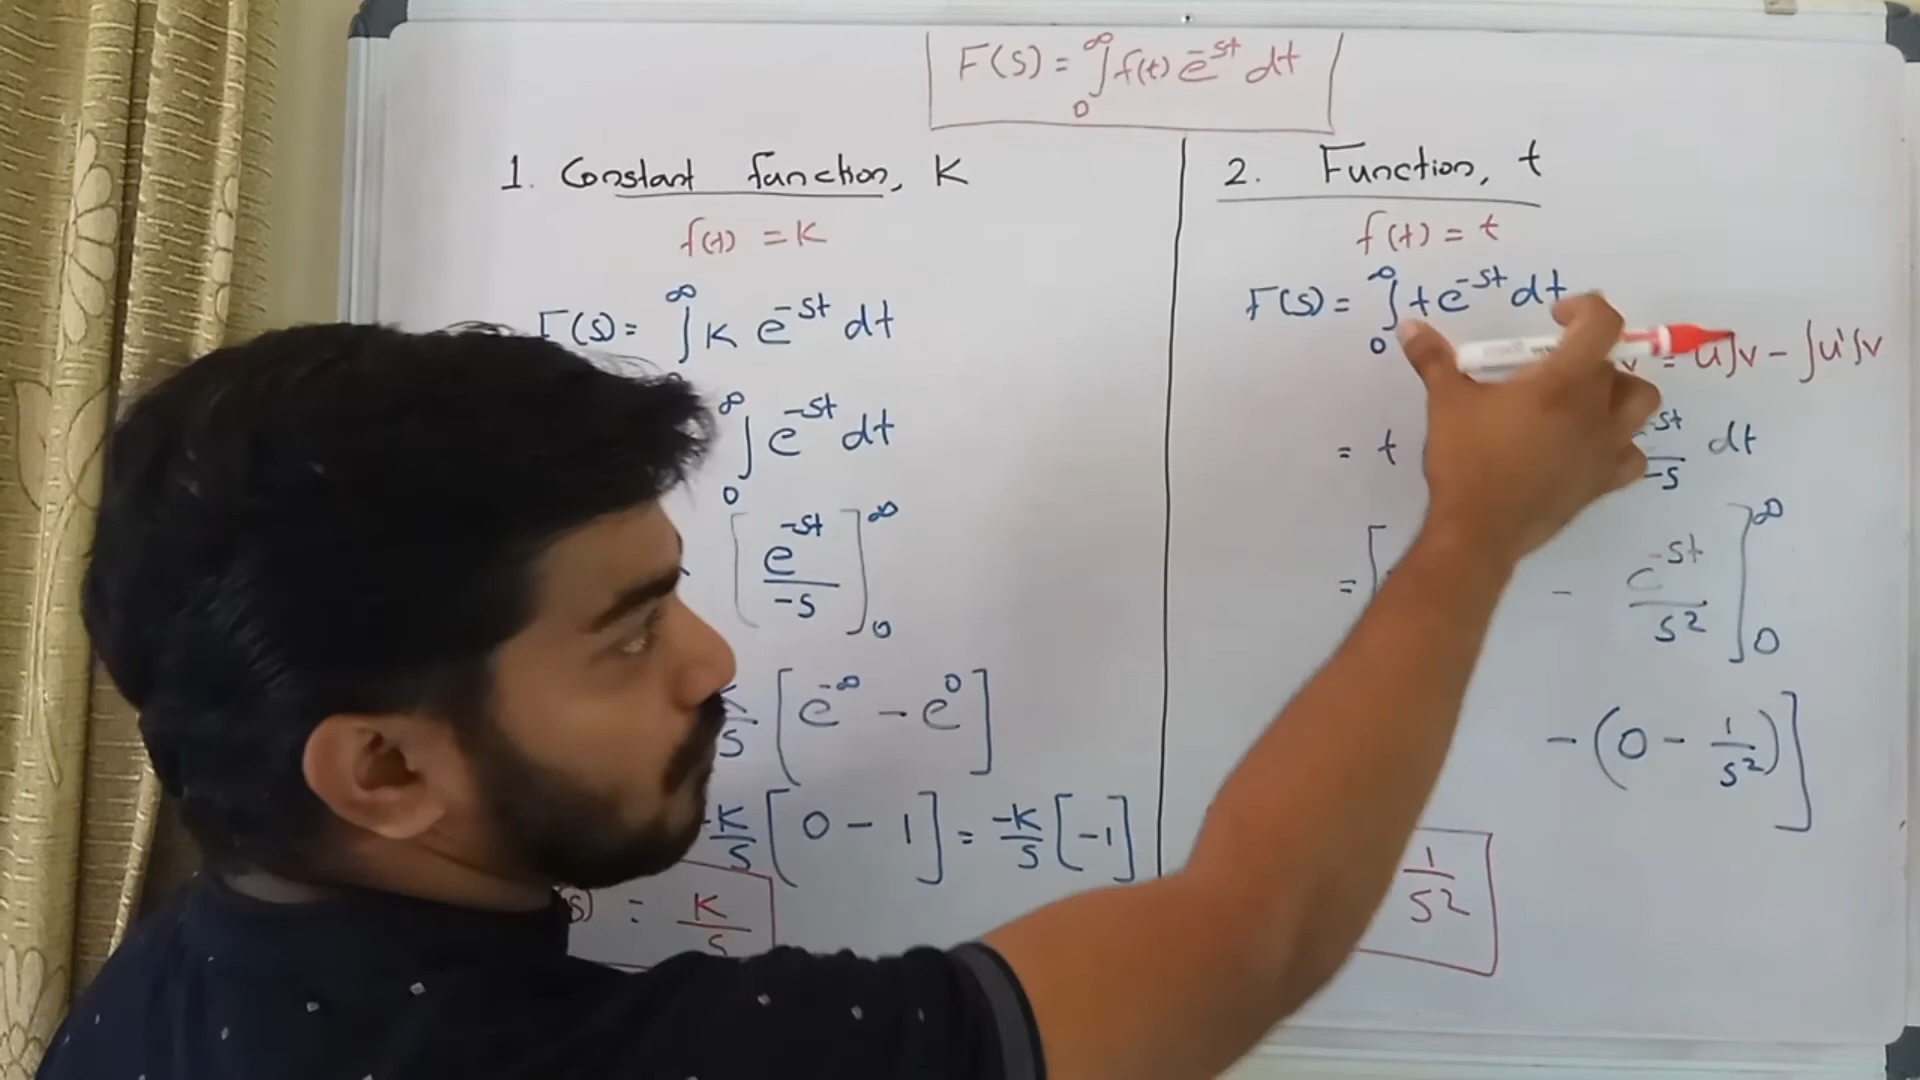 F(s) = ∫₀^∞ f(t) e^-st dt
1. Constant function, K
f(t) = K
F(s) = ∫ K e^-st dt
∫₀^∞ e^-st dt
[e^-st / -s]₀^∞
K/s [e^-∞ - e^0]
-K/s [0 - 1] = -K/s [-1]
s) = K/s
2. Function, t
f(t) = t
F(s) = ∫₀^∞ t e^-st dt
v = u∫v - ∫u'∫v
= t -st / -s dt
= [ - e^-st / s²]₀^∞
- (0 - 1/s²)]
1/s²